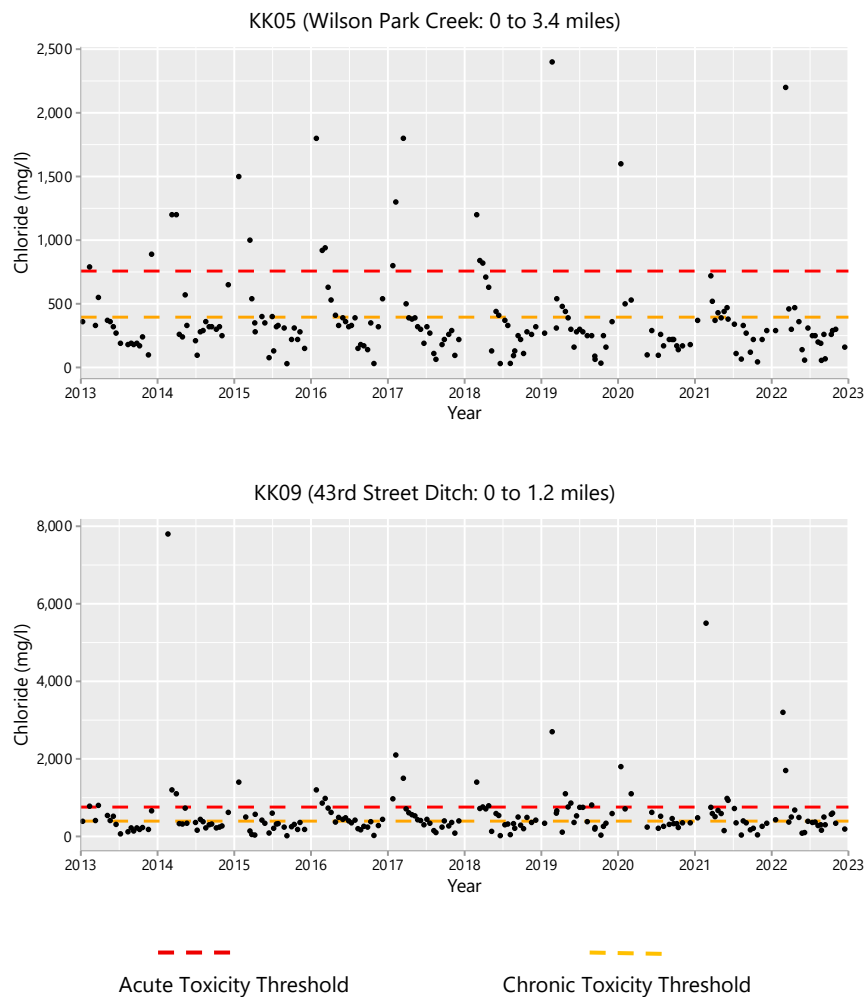 KK05 (Wilson Park Creek: 0 to 3.4 miles)
2,500
2,000
1,500
1,000
500
0
Chloride (mg/l)
2013 2014 2015 2016 2017 2018 2019 2020 2021 2022 2023
Year
KK09 (43rd Street Ditch: 0 to 1.2 miles)
8,000
6,000
4,000
2,000
0
Chloride (mg/l)
2013 2014 2015 2016 2017 2018 2019 2020 2021 2022 2023
Year
Acute Toxicity Threshold Chronic Toxicity Threshold